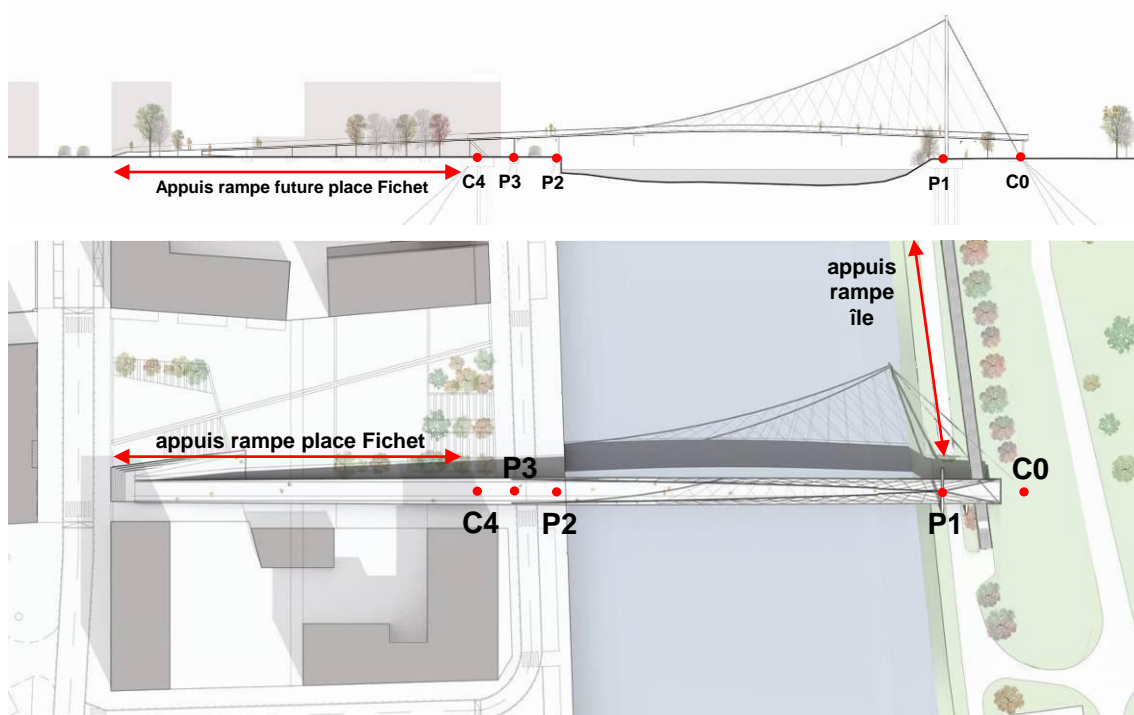 Appuis rampe future place Fichet
C4
P3
P2
P1
C0
appuis
rampe
île
appuis rampe place Fichet
P3
C0
C4
P2
P1